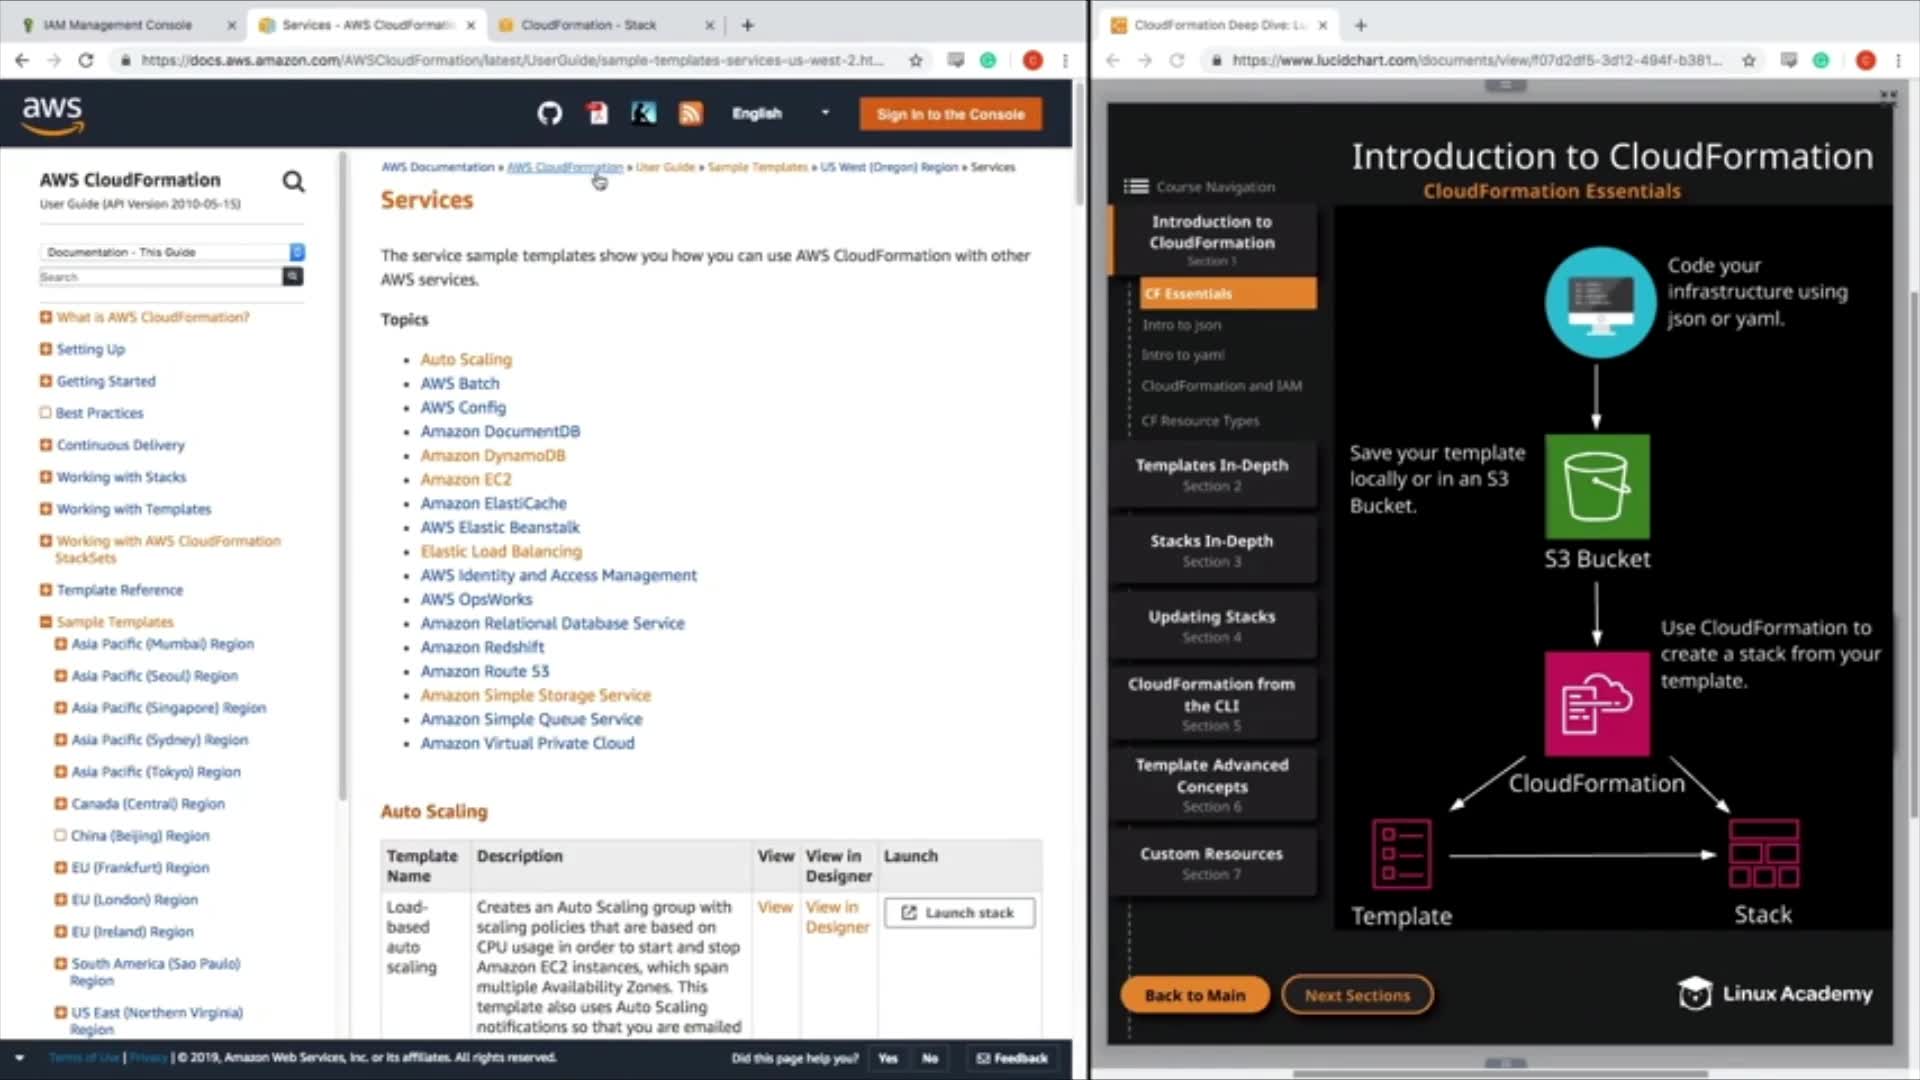 IAM Management Console
Services - AWS CloudFormati
CloudFormation - Stack
https://docs.aws.amazon.com/AWSCloudFormation/latest/UserGuide/sample-templates-services-us-west-2.ht...
aws
English
Sign In to the Console
AWS CloudFormation
User Guide (API Version 2010-05-15)
Documentation - This Guide
Search
What is AWS CloudFormation?
Setting Up
Getting Started
Best Practices
Continuous Delivery
Working with Stacks
Working with Templates
Working with AWS CloudFormation
StackSets
Template Reference
Sample Templates
Asia Pacific (Mumbai) Region
Asia Pacific (Seoul) Region
Asia Pacific (Singapore) Region
Asia Pacific (Sydney) Region
Asia Pacific (Tokyo) Region
Canada (Central) Region
China (Beijing) Region
EU (Frankfurt) Region
EU (London) Region
EU (Ireland) Region
South America (Sao Paulo)
Region
US East (Northern Virginia)
Region
AWS Documentation » AWS CloudFormation » User Guide » Sample Templates » US West (Oregon) Region » Services
Services
The service sample templates show you how you can use AWS CloudFormation with other
AWS services.
Topics
• Auto Scaling
• AWS Batch
• AWS Config
• Amazon DocumentDB
• Amazon DynamoDB
• Amazon EC2
• Amazon ElastiCache
• AWS Elastic Beanstalk
• Elastic Load Balancing
• AWS Identity and Access Management
• AWS OpsWorks
• Amazon Relational Database Service
• Amazon Redshift
• Amazon Route 53
• Amazon Simple Storage Service
• Amazon Simple Queue Service
• Amazon Virtual Private Cloud
Auto Scaling
Template Name Description View View in Designer Launch
Load-based auto scaling
Creates an Auto Scaling group with
scaling policies that are based on
CPU usage in order to start and stop
Amazon EC2 instances, which span
multiple Availability Zones. This
template also uses Auto Scaling
notifications so that you are emailed
View
View in
Designer
Launch stack
Terms of Use | Privacy | © 2019, Amazon Web Services, Inc. or its affiliates. All rights reserved.
Did this page help you? Yes No Feedback
CloudFormation Deep Dive: Lu
https://www.lucidchart.com/documents/view/f07d2df5-3d12-494f-b381...
Introduction to CloudFormation
CloudFormation Essentials
Course Navigation
Introduction to
CloudFormation
Section 1
CF Essentials
Intro to json
Intro to yaml
CloudFormation and IAM
CF Resource Types
Templates In-Depth
Section 2
Stacks In-Depth
Section 3
Updating Stacks
Section 4
CloudFormation from
the CLI
Section 5
Template Advanced
Concepts
Section 6
Custom Resources
Section 7
Code your
infrastructure using
json or yaml.
Save your template
locally or in an S3
Bucket.
S3 Bucket
Use CloudFormation to
create a stack from your
template.
CloudFormation
Template
Stack
Back to Main
Next Sections
Linux Academy